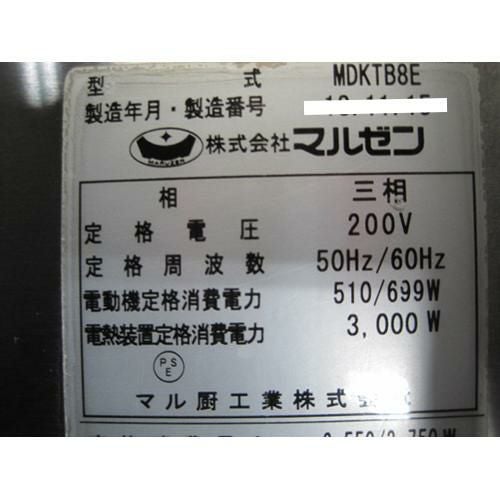 型式 MDKTB8E
製造年月・製造番号
株式会社マルゼン
相 三相
定格電圧 200V
定格周波数 50Hz/60Hz
電動機定格消費電力 510/699W
電熱装置定格消費電力 3,000W
PSE
マル厨工業株式会社